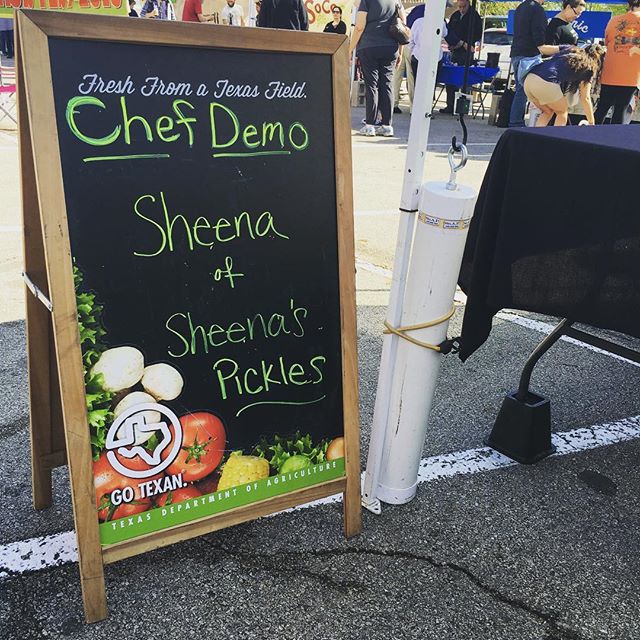 Fresh From a Texas Field.
Chef Demo
Sheena
of
Sheena's
Pickles
GO TEXAN.
TEXAS DEPARTMENT OF AGRICULTURE